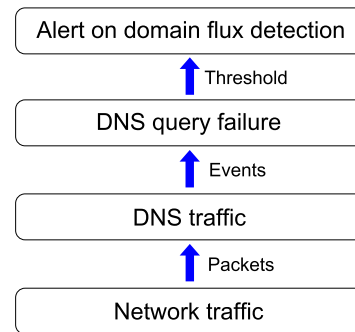 Alert on domain flux detection
Threshold
DNS query failure
Events
DNS traffic
Packets
Network traffic